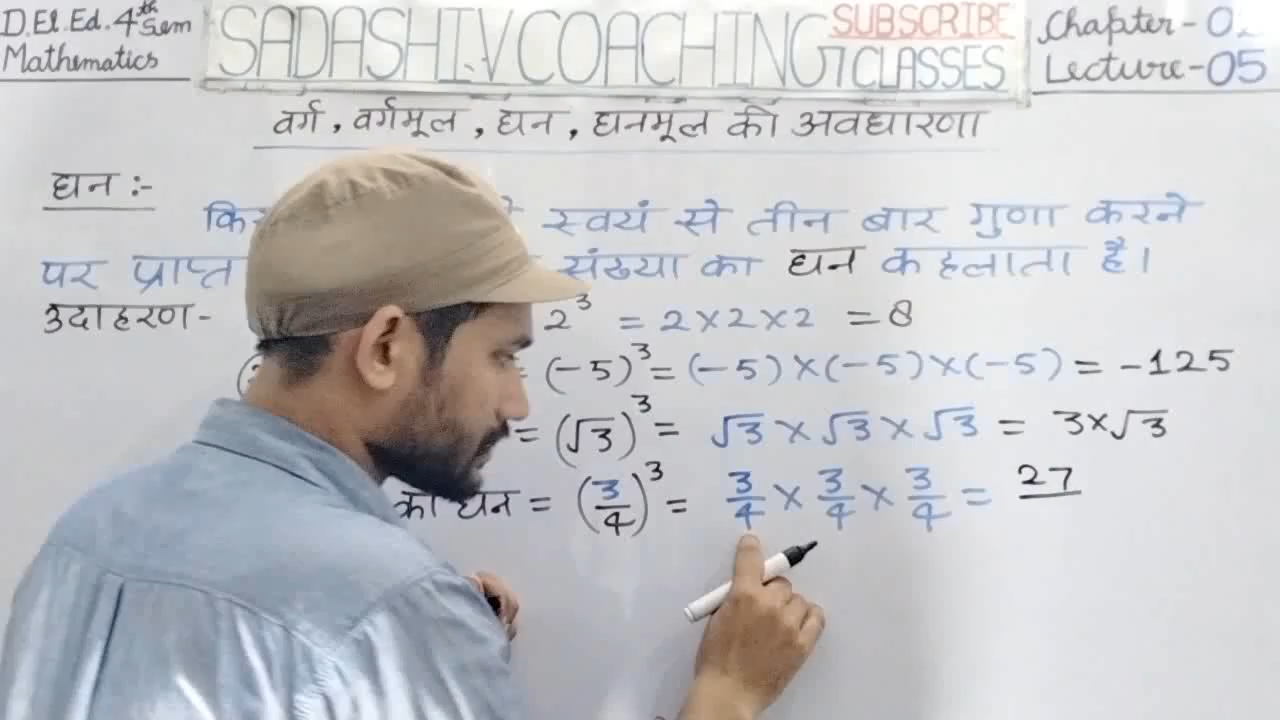 D.El.Ed. 4th Sem
Mathematics
SADASHIV COACHING CLASSES
SUBSCRIBE
Chapter - 0
Lecture - 05
वर्ग, वर्गमूल, घन, घनमूल की अवधारणा
घन :-
स्वयं से तीन बार गुणा करने
पर प्राप्त संख्या का घन कहलाता है।
उदाहरण- 2³ = 2×2×2 = 8
= (-5)³ = (-5)×(-5)×(-5) = -125
= (√3)³ = √3 × √3 × √3 = 3×√3
का घन = (3/4)³ = 3/4 × 3/4 × 3/4 = 27